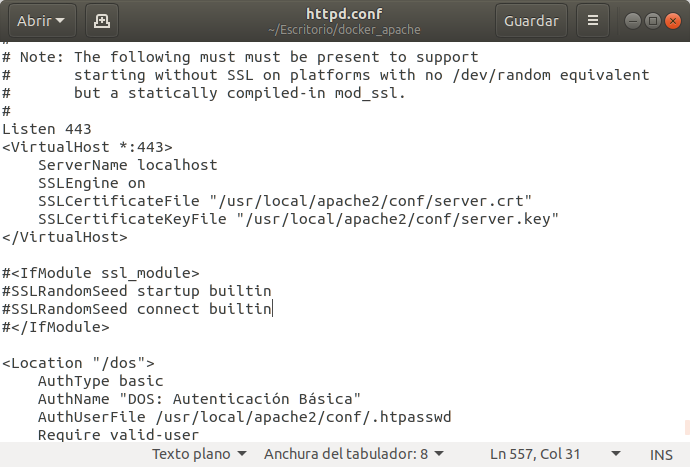 httpd.conf
Abrir
~/Escritorio/docker_apache
Guardar
#
# Note: The following must must be present to support
#       starting without SSL on platforms with no /dev/random equivalent
#       but a statically compiled-in mod_ssl.
#
Listen 443
<VirtualHost *:443>
    ServerName localhost
    SSLEngine on
    SSLCertificateFile "/usr/local/apache2/conf/server.crt"
    SSLCertificateKeyFile "/usr/local/apache2/conf/server.key"
</VirtualHost>
#<IfModule ssl_module>
#SSLRandomSeed startup builtin
#SSLRandomSeed connect builtin
#</IfModule>
<Location "/dos">
    AuthType basic
    AuthName "DOS: Autenticación Básica"
    AuthUserFile /usr/local/apache2/conf/.htpasswd
    Require valid-user
Texto plano Anchura del tabulador: 8 Ln 557, Col 31 INS